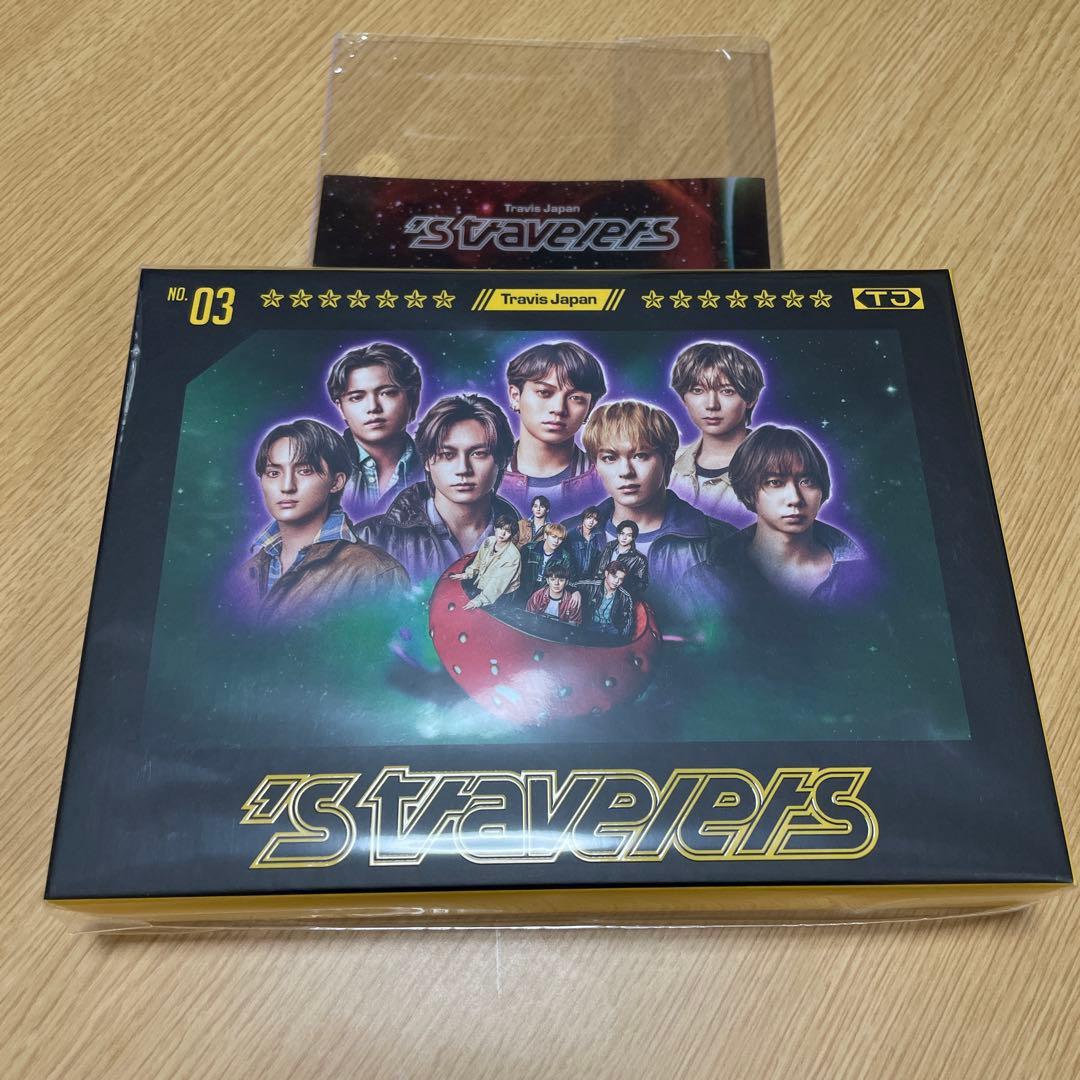 Travis Japan
'S travelers
NO. 03 Travis Japan TJ
'S travelers